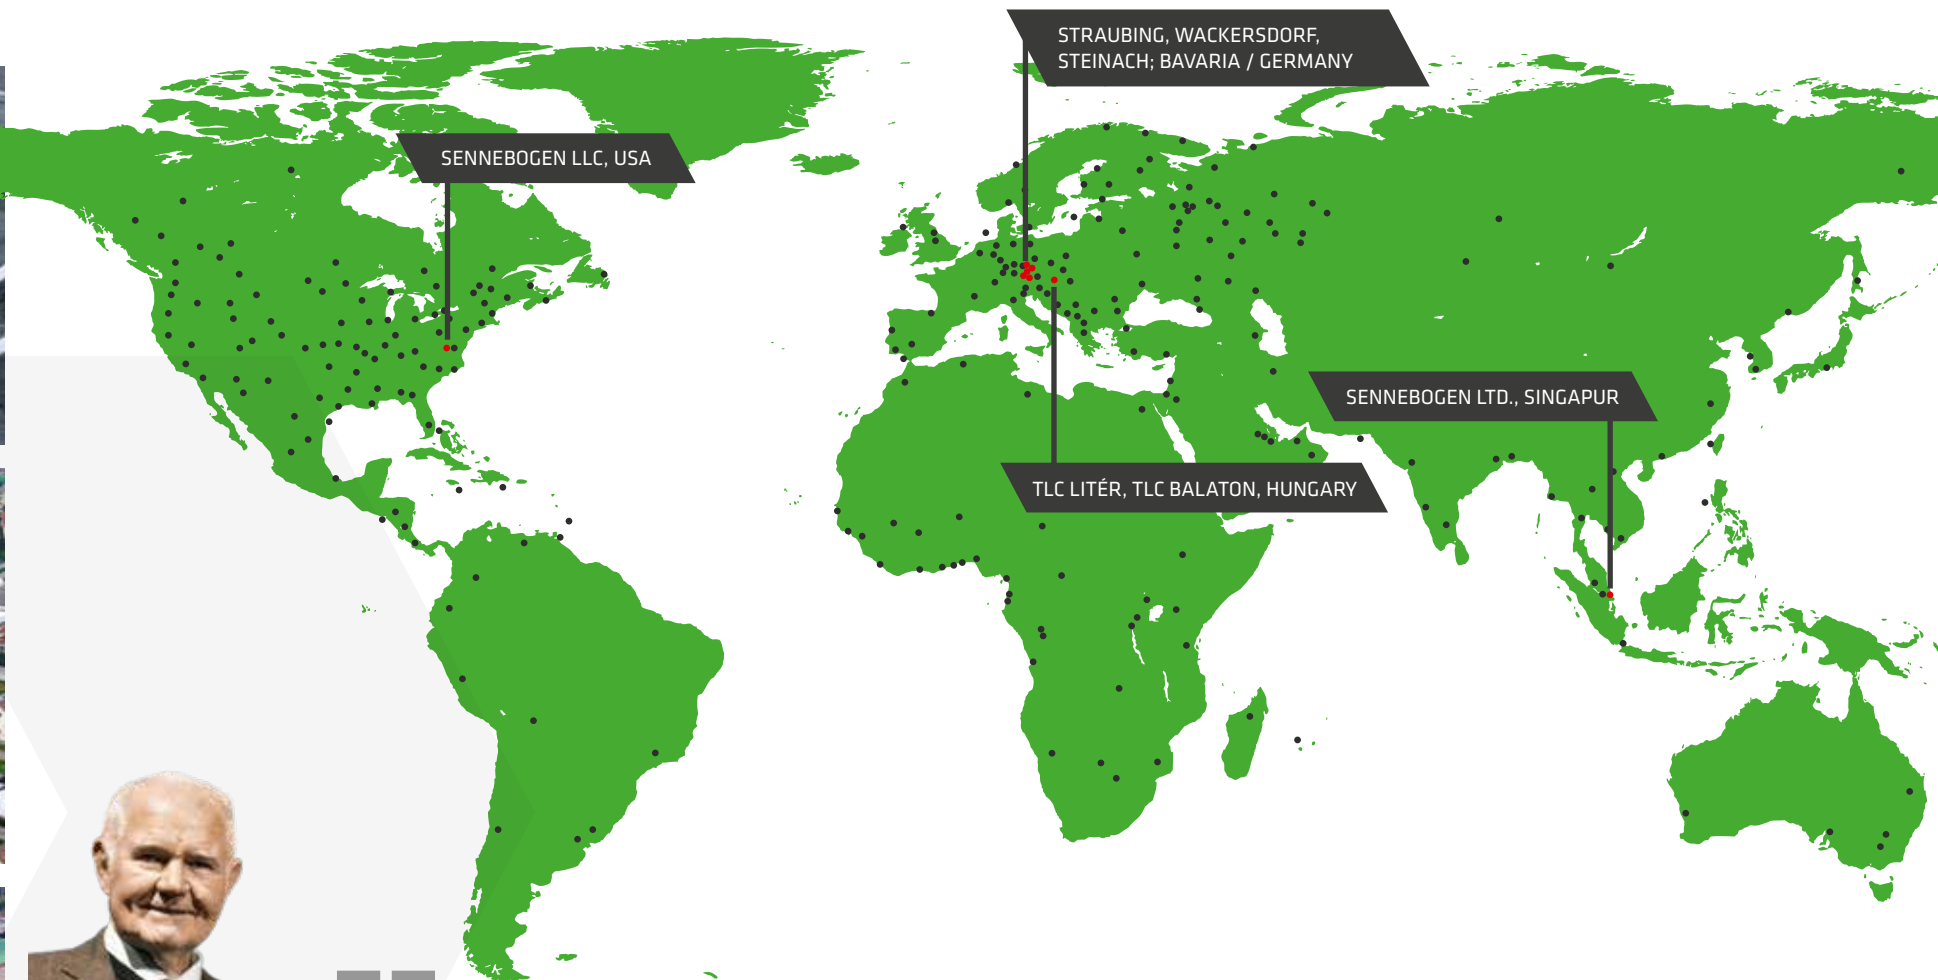 STRAUBING, WACKERSDORF,
STEINACH; BAVARIA / GERMANY
SENNEBOGEN LLC, USA
SENNEBOGEN LTD., SINGAPUR
TLC LITÉR, TLC BALATON, HUNGARY